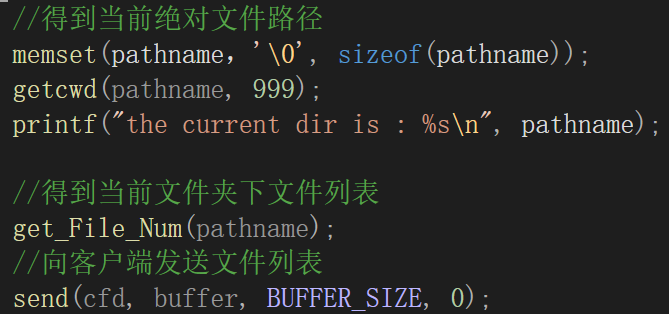 //得到当前绝对文件路径
memset(pathname, '\0', sizeof(pathname));
getcwd(pathname, 999);
printf("the current dir is : %s\n", pathname);
//得到当前文件夹下文件列表
get_File_Num(pathname);
//向客户端发送文件列表
send(cfd, buffer, BUFFER_SIZE, 0);